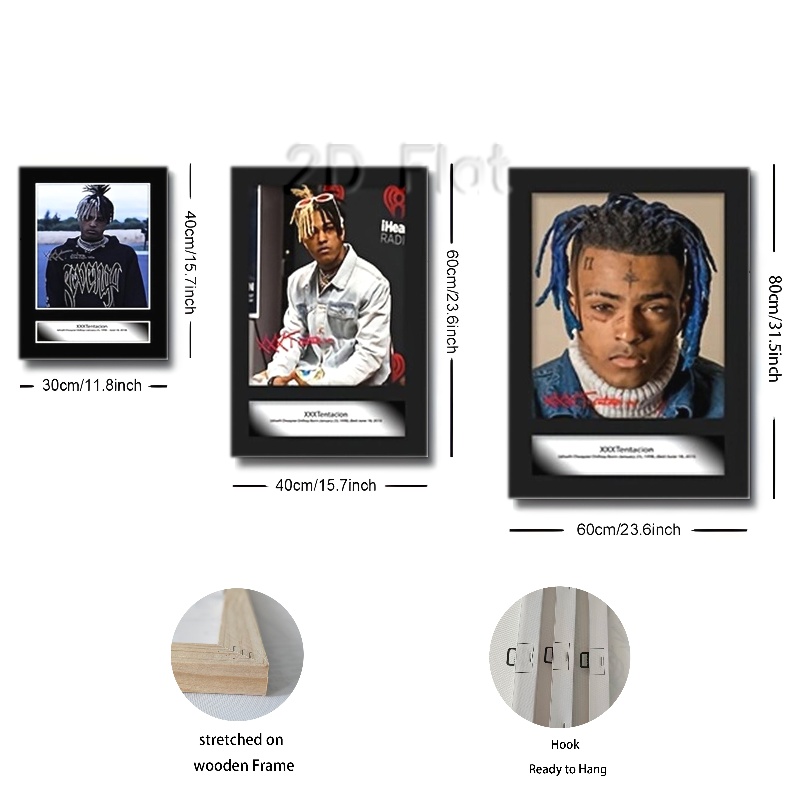 2D Flat
40cm/15.7inch
XXXTentacion
30cm/11.8inch
iHea
RADI
60cm/23.6inch
XXXTentacion
40cm/15.7inch
80cm/31.5inch
II
XXXTentacion
60cm/23.6inch
stretched on
wooden Frame
Hook
Ready to Hang